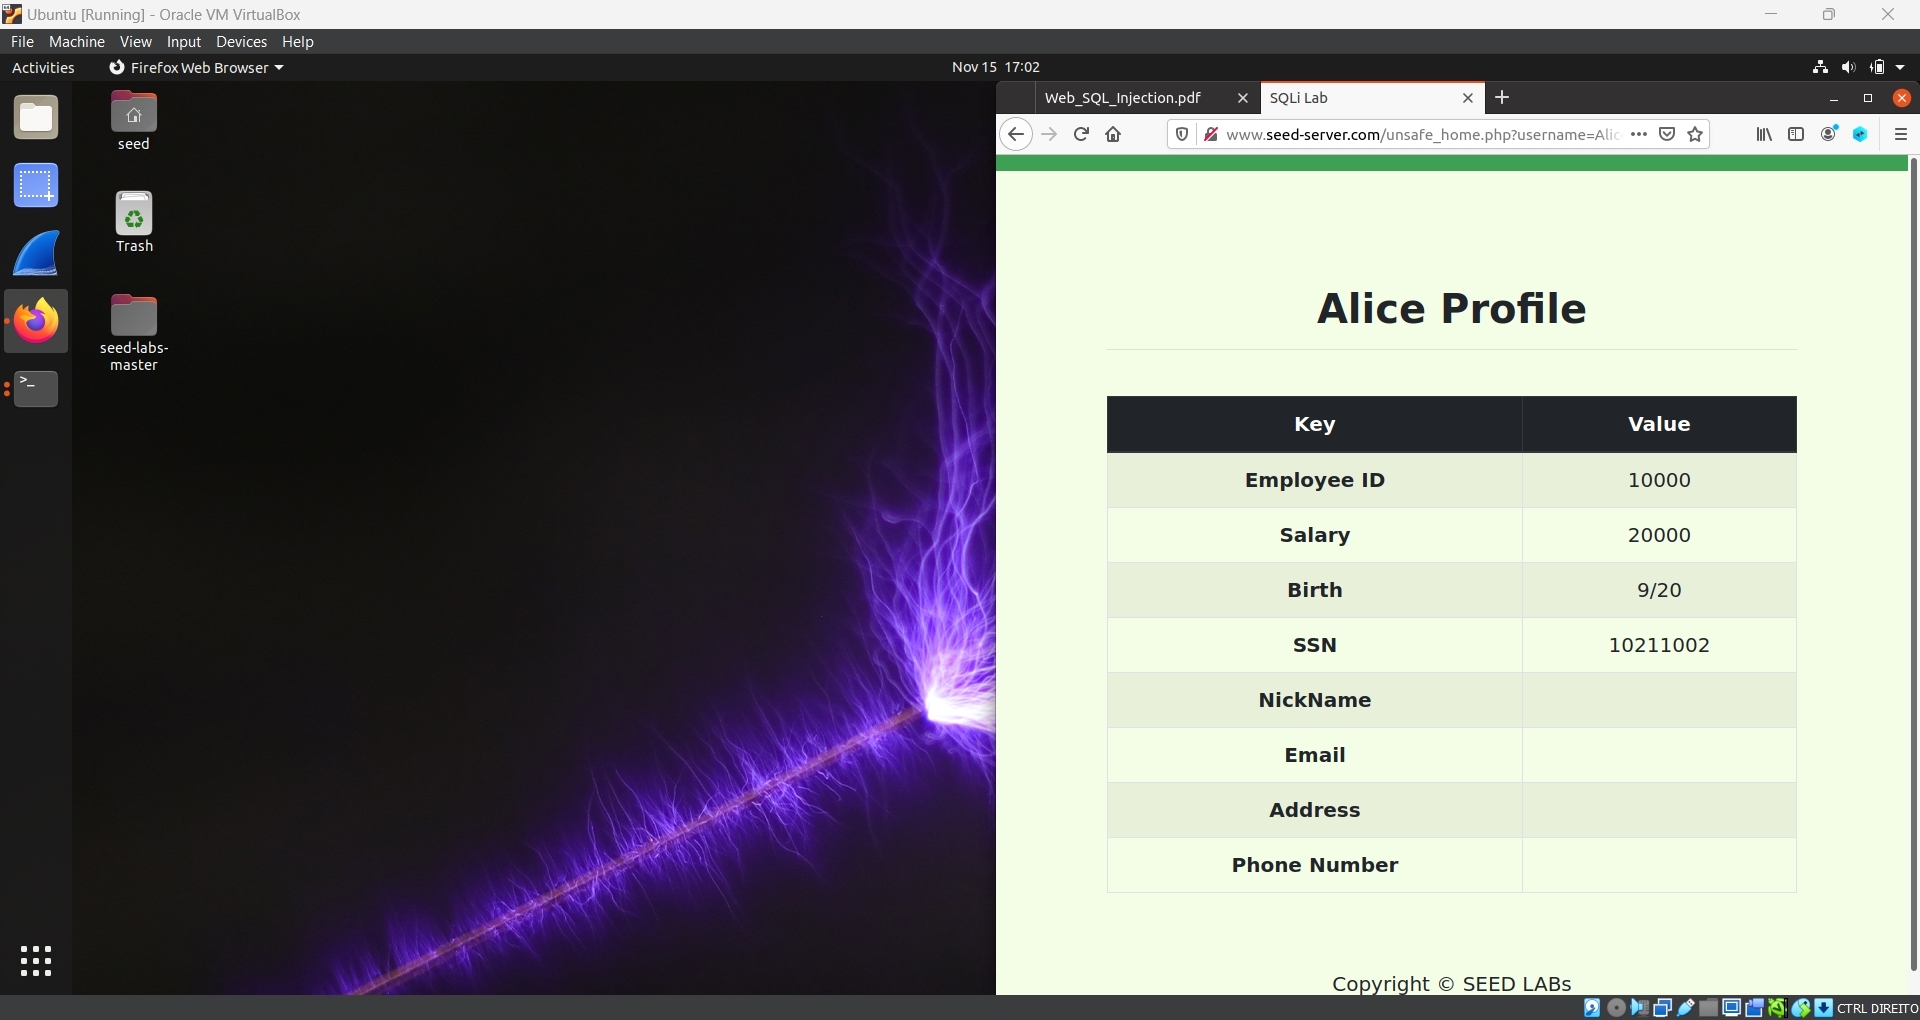 Ubuntu [Running] - Oracle VM VirtualBox
File Machine View Input Devices Help
Activities Firefox Web Browser Nov 15 17:02
seed
Trash
seed-labs-
master
Web_SQL_Injection.pdf SQLi Lab
www.seed-server.com/unsafe_home.php?username=Alic
Alice Profile
Key Value
Employee ID 10000
Salary 20000
Birth 9/20
SSN 10211002
NickName
Email
Address
Phone Number
Copyright © SEED LABs
CTRL DIREITO